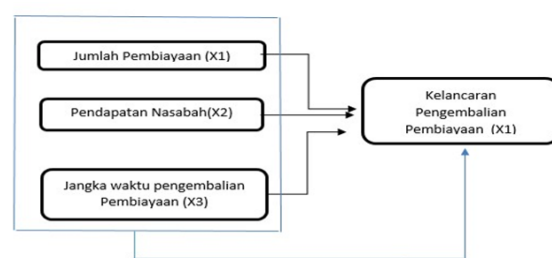 Jumlah Pembiayaan (X1)
Pendapatan Nasabah(X2)
Jangka waktu pengembalian
Pembiayaan (X3)
Kelancaran
Pengembalian
Pembiayaan (X1)